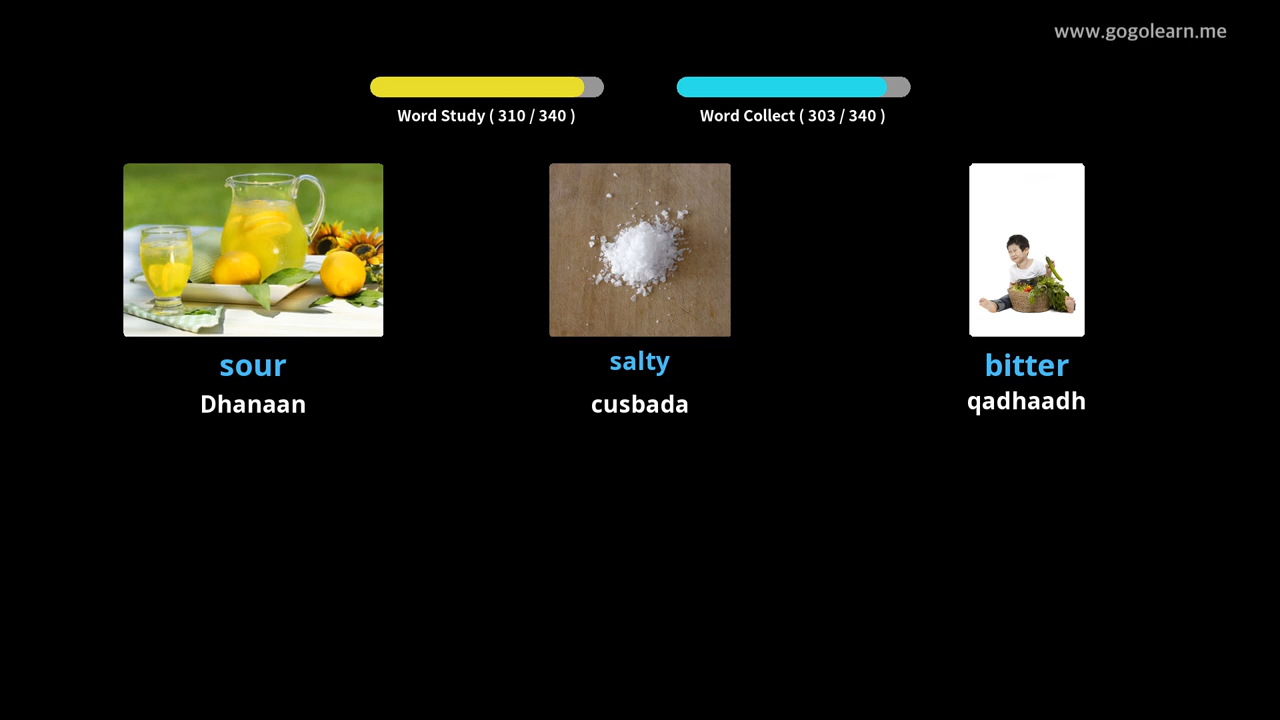 www.gogolearn.me
Word Study ( 310 / 340 )
Word Collect ( 303 / 340 )
sour
salty
bitter
Dhanaan
cusbada
qadhaadh